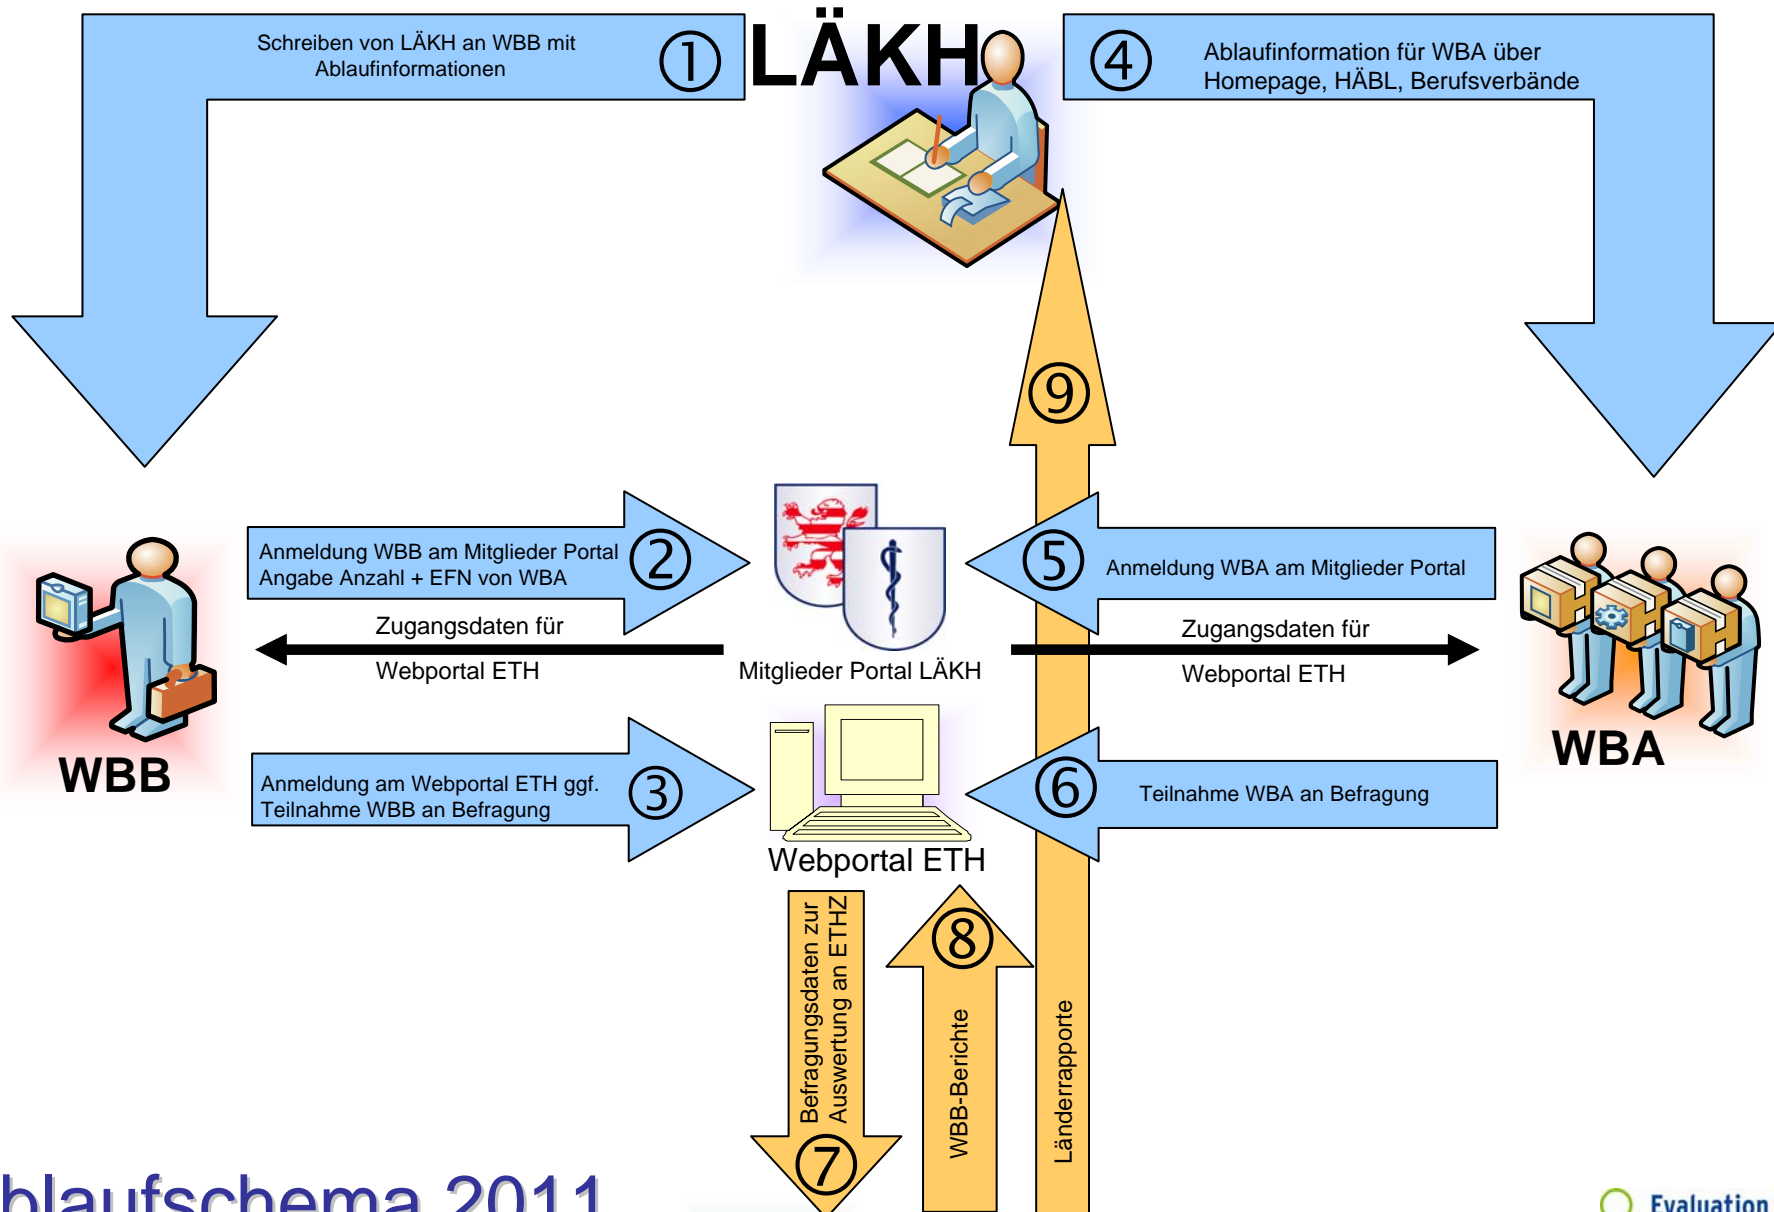 Schreiben von LÄKH an WBB mit
Ablaufinformationen
①
LÄKH
④
Ablaufinformation für WBA über
Homepage, HÄBL, Berufsverbände
⑨
Anmeldung WBB am Mitglieder Portal
Angabe Anzahl + EFN von WBA
②
⑤
Anmeldung WBA am Mitglieder Portal
Zugangsdaten für
Webportal ETH
Mitglieder Portal LÄKH
Zugangsdaten für
Webportal ETH
WBB
WBA
Anmeldung am Webportal ETH ggf.
Teilnahme WBB an Befragung
③
⑥
Teilnahme WBA an Befragung
Webportal ETH
Befragungsdaten zur
Auswertung an ETHZ
⑦
⑧
WBB-Berichte
Länderrapporte
blaufschema 2011
Evaluation